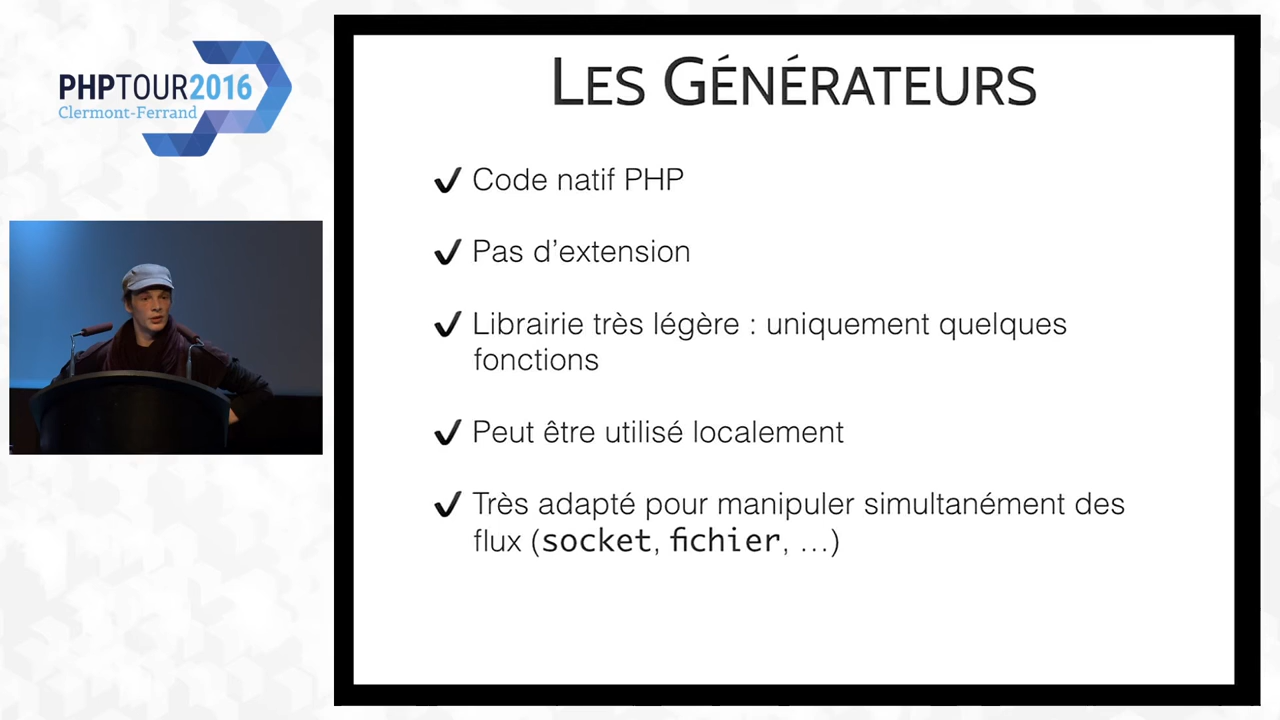 PHPTOUR2016
Clermont-Ferrand
LES GÉNÉRATEURS
✔ Code natif PHP
✔ Pas d’extension
✔ Librairie très légère : uniquement quelques
fonctions
✔ Peut être utilisé localement
✔ Très adapté pour manipuler simultanément des
flux (socket, fichier, …)